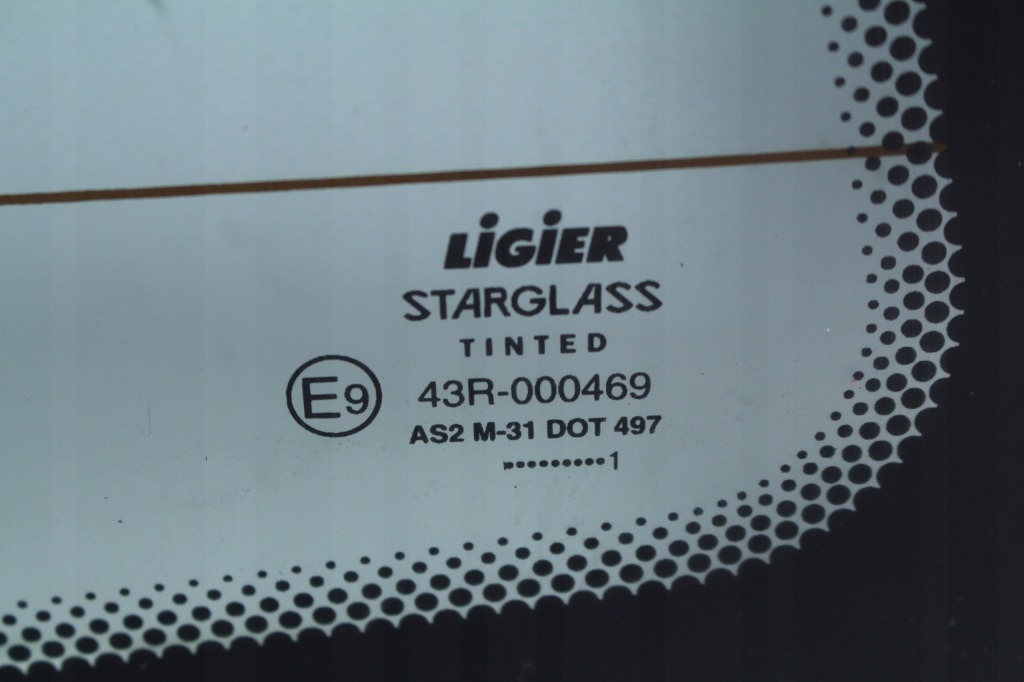 LiGiER
STARGLASS
TINTED
E9
43R-000469
AS2 M-31 DOT 497
••••••••••1